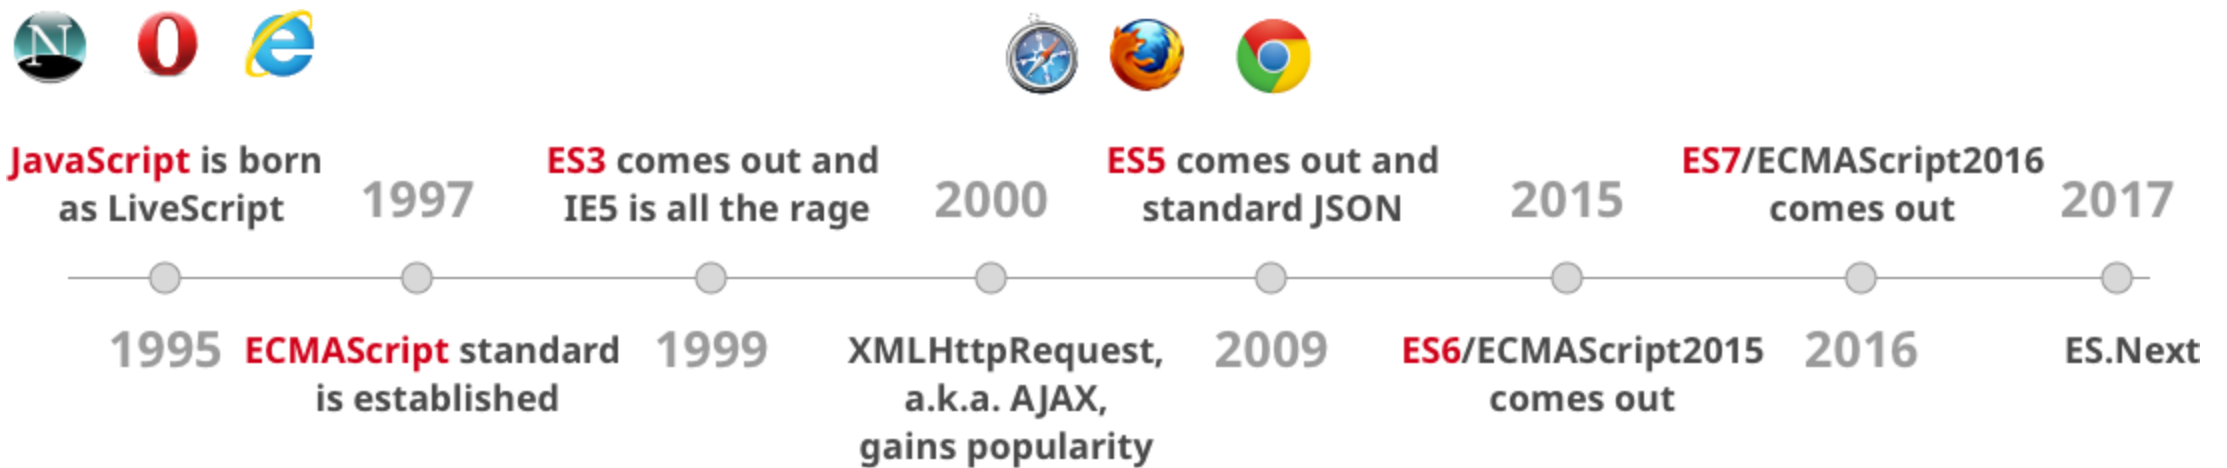 N
JavaScript is born
as LiveScript
1995
1997
ECMAScript standard
is established
ES3 comes out and
IE5 is all the rage
1999
2000
XMLHttpRequest,
a.k.a. AJAX,
gains popularity
ES5 comes out and
standard JSON
2009
2015
ES6/ECMAScript2015
comes out
ES7/ECMAScript2016
comes out
2016
2017
ES.Next